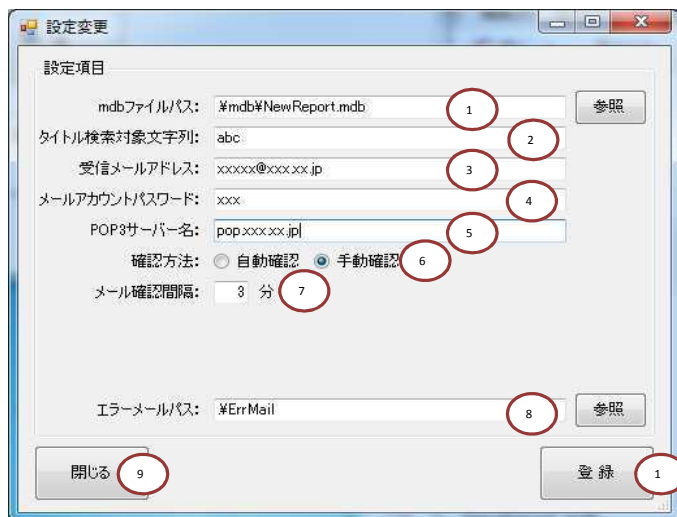 設定変更
設定項目
mdbファイルパス: .¥mdb¥NewReport.mdb 1 参照
タイトル検索対象文字列: abc 2
受信メールアドレス: xxxxx@xxx.xx.jp 3
メールアカウントパスワード: xxx 4
POP3サーバー名: pop.xxx.xx.jp 5
確認方法: 自動確認 手動確認 6
メール確認間隔: 3 分 7
エラーメールパス: ¥ErrMail 8 参照
閉じる 9 登録 1